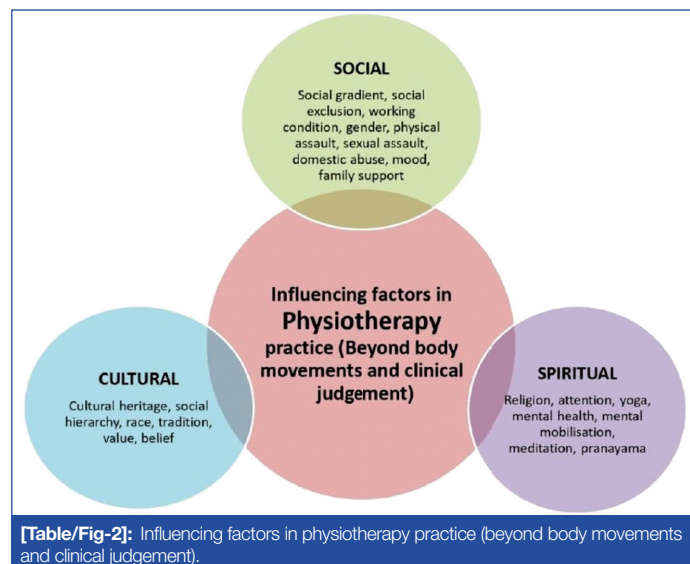 SOCIAL
Social gradient, social
exclusion, working
condition, gender, physical
assault, sexual assault,
domestic abuse, mood,
family support
Influencing factors in
Physiotherapy
practice (Beyond body
movements and clinical
judgement)
CULTURAL
Cultural heritage, social
hierarchy, race, tradition,
value, belief
SPIRITUAL
Religion, attention, yoga,
mental health, mental
mobilisation,
meditation, pranayama
[Table/Fig-2]: Influencing factors in physiotherapy practice (beyond body movements
and clinical judgement).